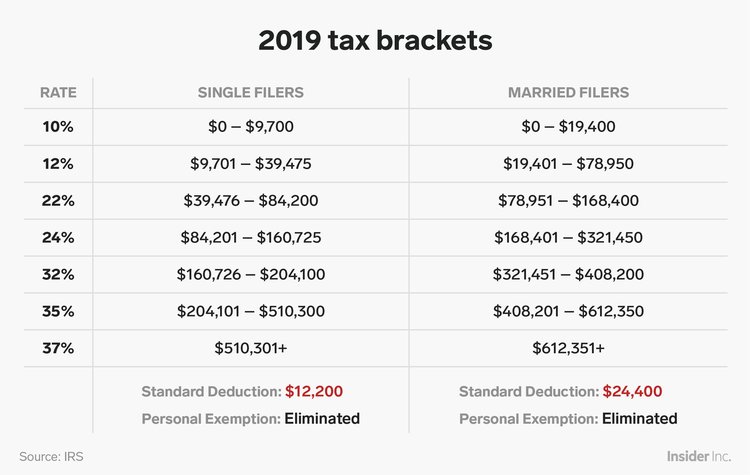 2019 tax brackets
RATE SINGLE FILERS MARRIED FILERS
10% $0 – $9,700 $0 – $19,400
12% $9,701 – $39,475 $19,401 – $78,950
22% $39,476 – $84,200 $78,951 – $168,400
24% $84,201 – $160,725 $168,401 – $321,450
32% $160,726 – $204,100 $321,451 – $408,200
35% $204,101 – $510,300 $408,201 – $612,350
37% $510,301+ $612,351+
Standard Deduction: $12,200 Standard Deduction: $24,400
Personal Exemption: Eliminated Personal Exemption: Eliminated
Source: IRS Insider Inc.